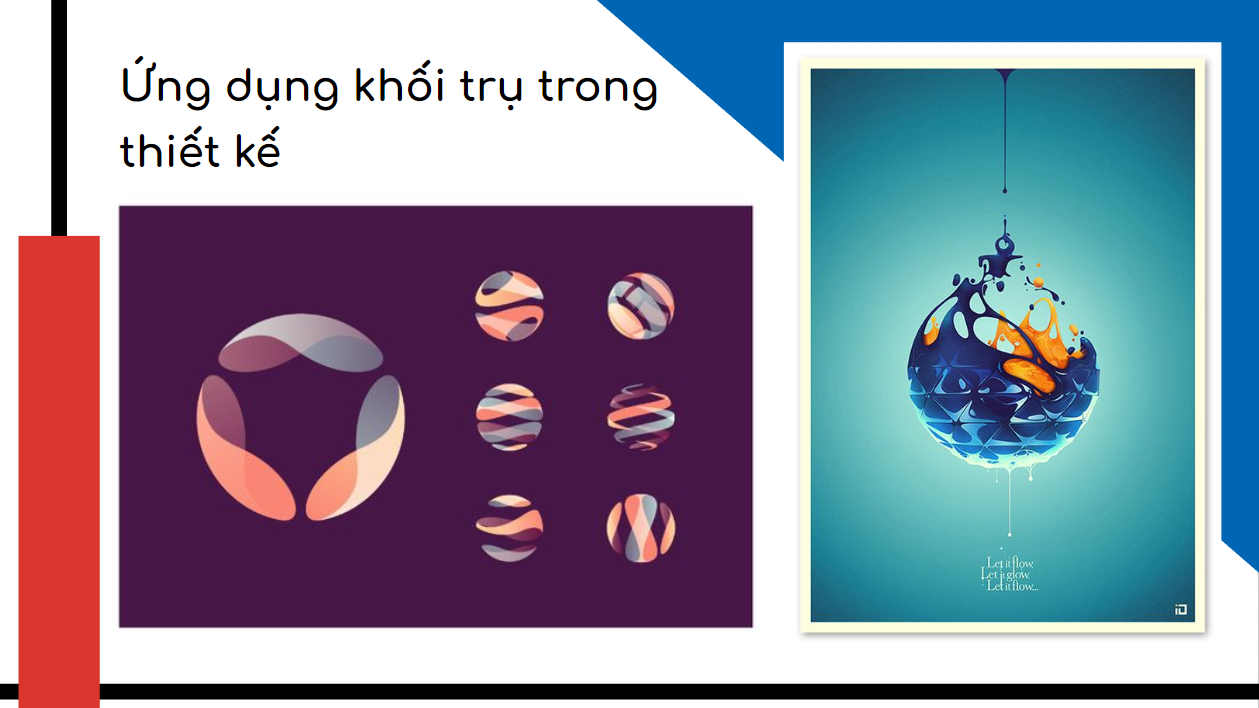 Ứng dụng khối trụ trong
thiết kế
Let it flow,
Let it glow.
Let it flow...
iD